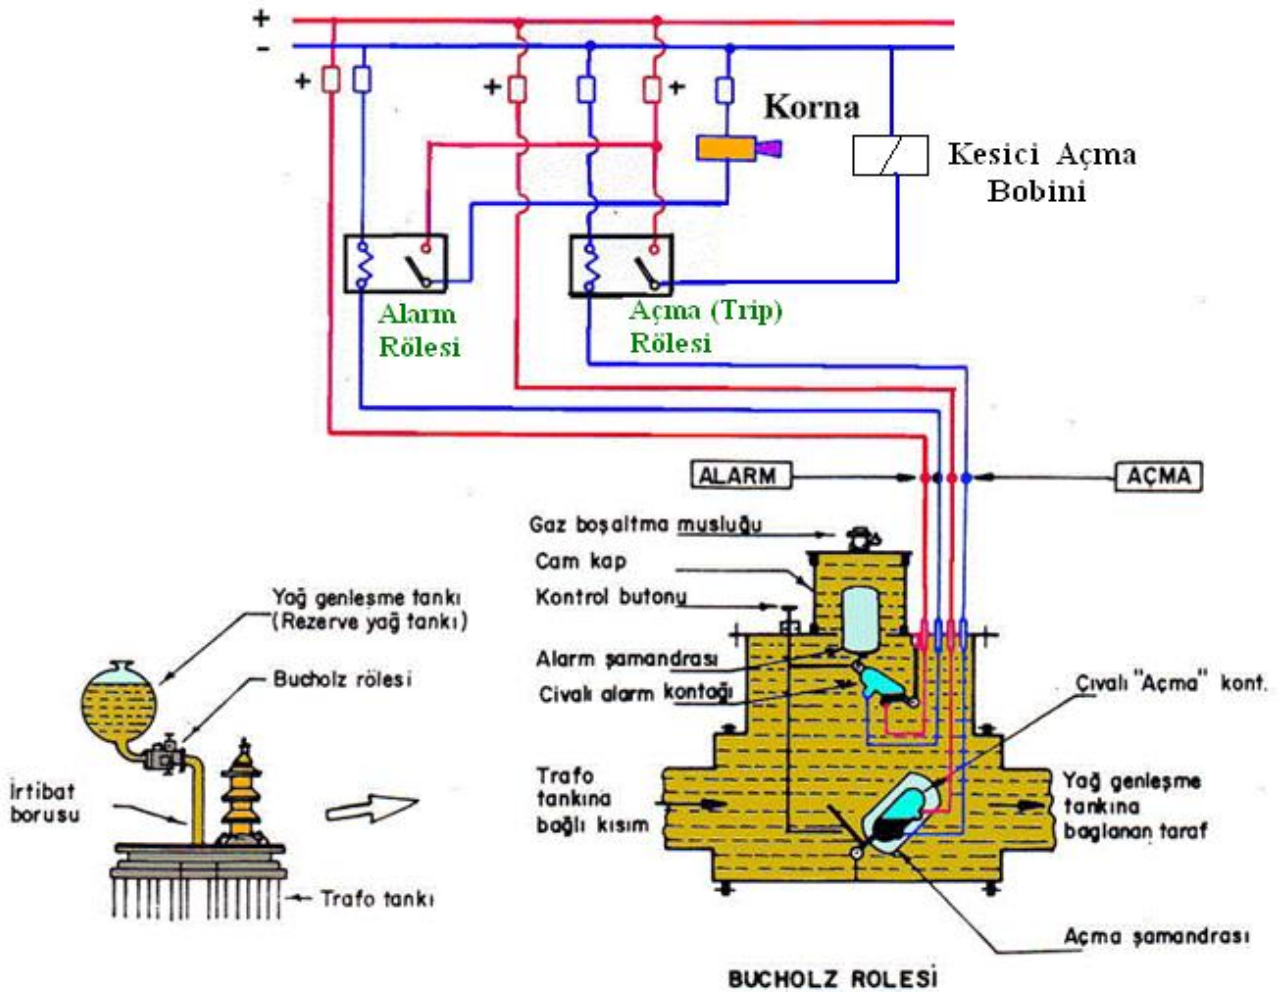 +
-
+
+
+
Korna
Kesici Açma
Bobini
Alarm
Rölesi
Açma (Trip)
Rölesi
ALARM
AÇMA
Gaz boşaltma musluğu
Cam kap
Kontrol butonu
Alarm şamandrası
Civalı alarm kontağı
Çıvalı "Açma" kont.
Yağ genleşme tankı
(Rezerve yağ tankı)
Bucholz rölesi
İrtibat
borusu
Trafo tankı
Trafo
tankına
bağlı kısım
Yağ genleşme
tankına
baglanan taraf
Açma şamandrası
BUCHOLZ ROLESİ